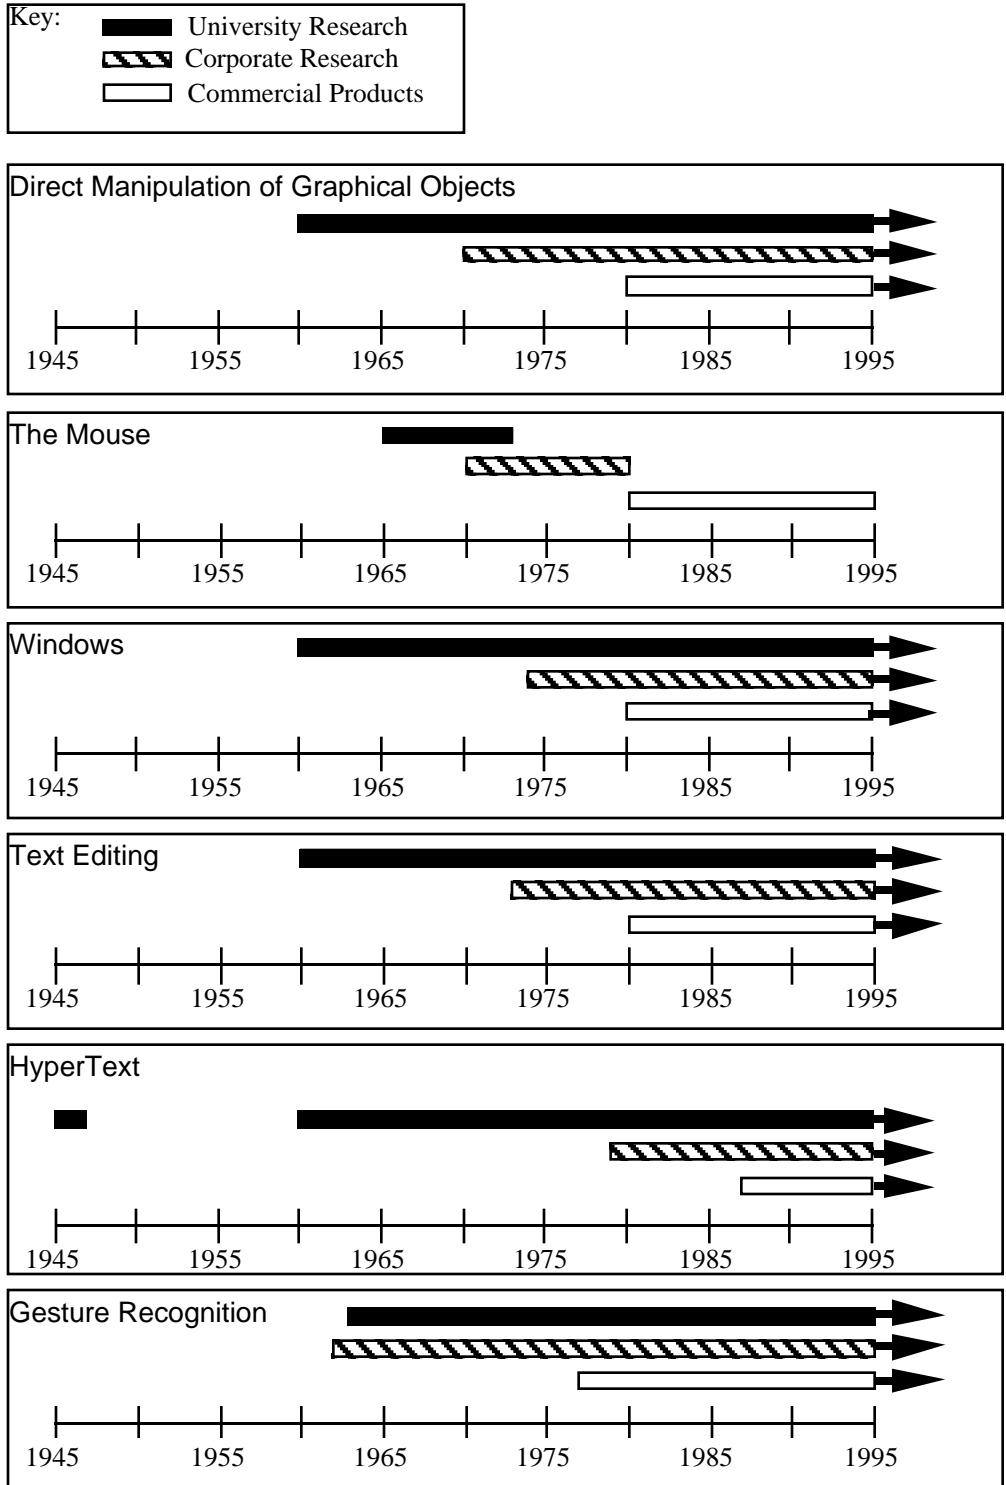 Key:
University Research
Corporate Research
Commercial Products
Direct Manipulation of Graphical Objects
1945 1955 1965 1975 1985 1995
The Mouse
1945 1955 1965 1975 1985 1995
Windows
1945 1955 1965 1975 1985 1995
Text Editing
1945 1955 1965 1975 1985 1995
HyperText
1945 1955 1965 1975 1985 1995
Gesture Recognition
1945 1955 1965 1975 1985 1995